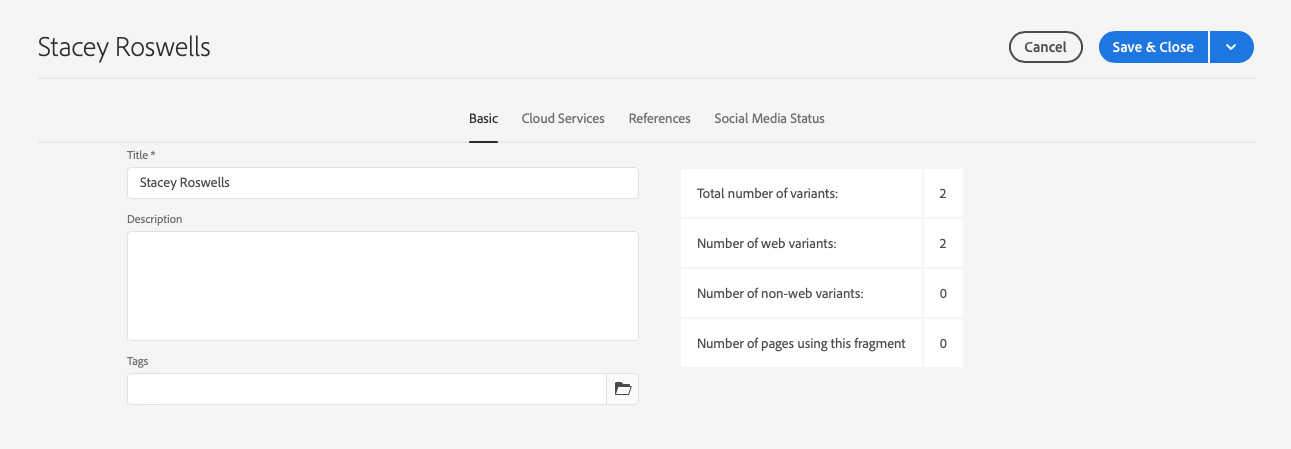 Stacey Roswells
Cancel
Save & Close
Basic
Cloud Services
References
Social Media Status
Title *
Stacey Roswells
Description
Tags
Total number of variants: 2
Number of web variants: 2
Number of non-web variants: 0
Number of pages using this fragment 0